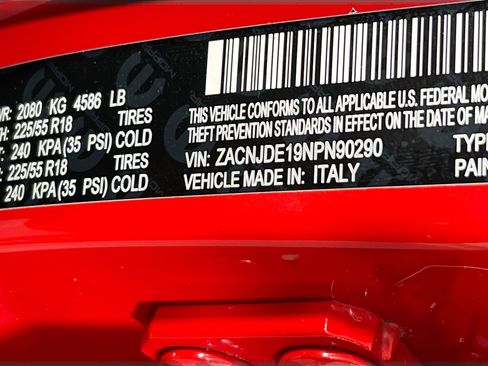 VR: 2080 KG 4586 LB
H: 225/55 R18 TIRES
: 240 KPA(35 PSI) COLD
: 225/55 R18 TIRES
240 KPA(35 PSI) COLD
THIS VEHICLE CONFORMS TO ALL APPLICABLE U.S. FEDERAL MO
THEFT PREVENTION STANDARDS IN EFFECT ON THE DATE OF MA
VIN: ZACNJDE19NPN90290 TYPE
VEHICLE MADE IN: ITALY PAIN